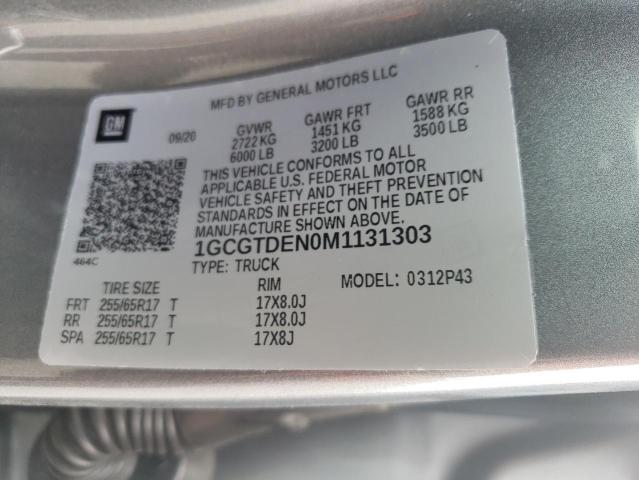 MFD BY GENERAL MOTORS LLC
GM
09/20 GVWR GAWR FRT GAWR RR
2722 KG 1451 KG 1588 KG
6000 LB 3200 LB 3500 LB
THIS VEHICLE CONFORMS TO ALL
APPLICABLE U.S. FEDERAL MOTOR
VEHICLE SAFETY AND THEFT PREVENTION
STANDARDS IN EFFECT ON THE DATE OF
MANUFACTURE SHOWN ABOVE.
464C
1GCGTDEN0M1131303
TYPE: TRUCK MODEL: 0312P43
TIRE SIZE RIM
FRT 255/65R17 T 17X8.0J
RR 255/65R17 T 17X8.0J
SPA 255/65R17 T 17X8J